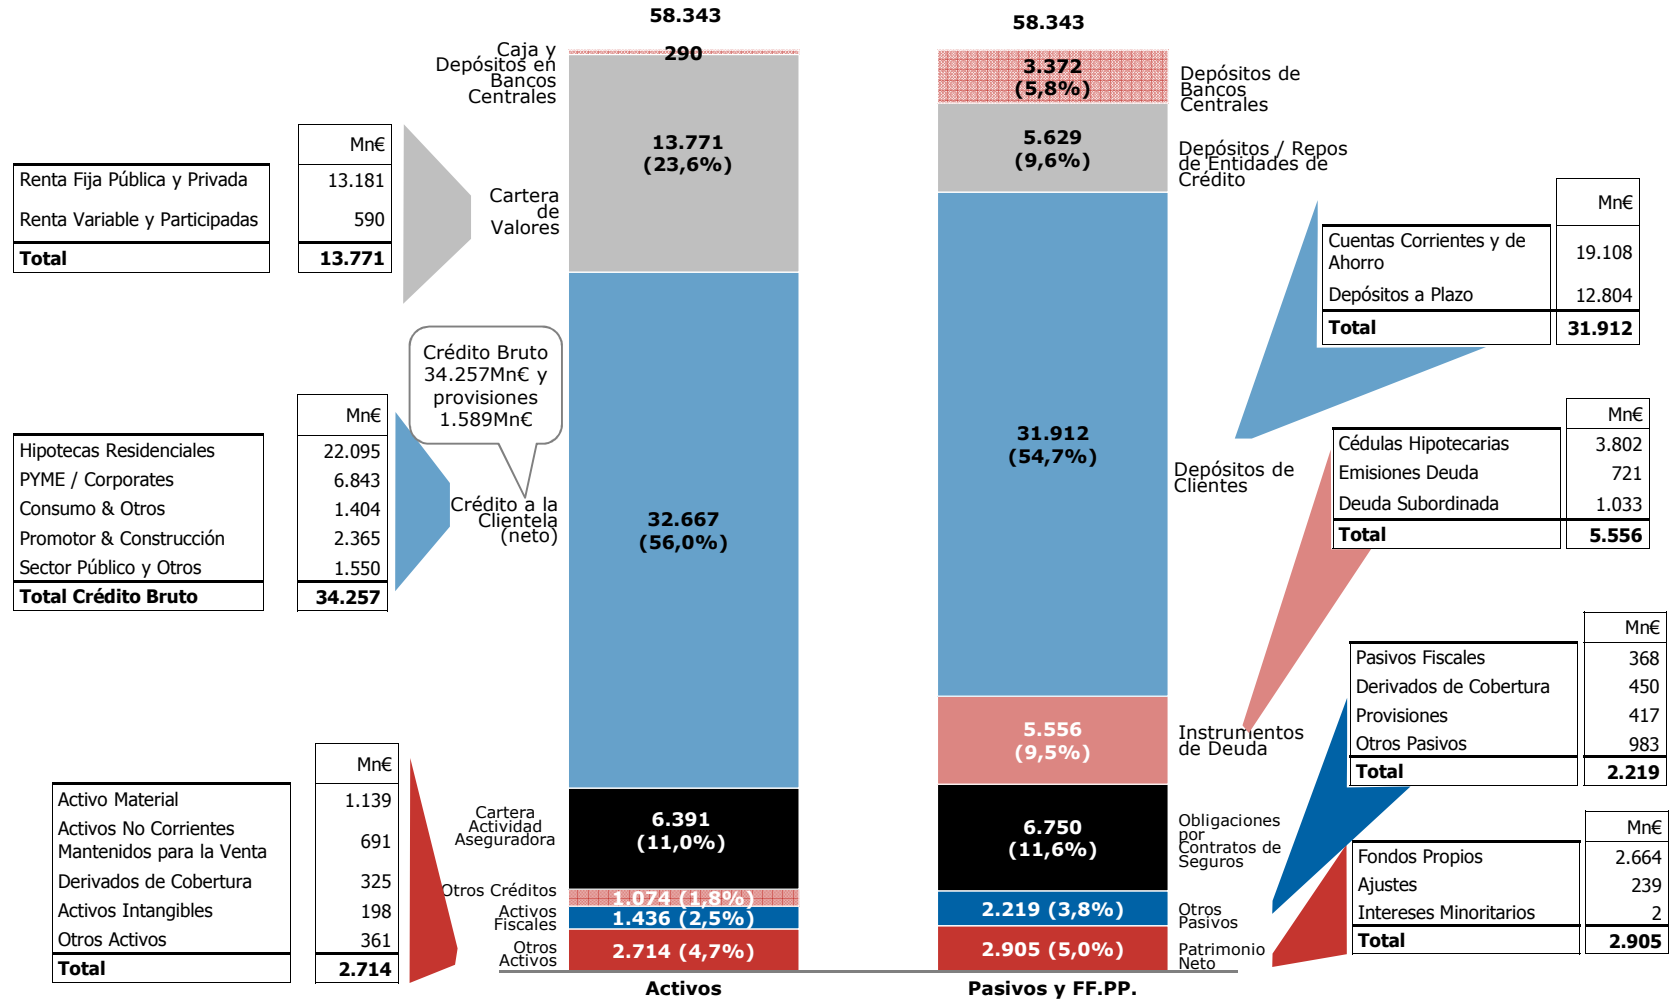 58.343
58.343
Caja y
Depósitos en
Bancos
Centrales
290
3.372
(5,8%)
Depósitos de
Bancos
Centrales
Mn€
Renta Fija Pública y Privada 13.181
Renta Variable y Participadas 590
Total 13.771
Cartera
de
Valores
13.771
(23,6%)
5.629
(9,6%)
Depósitos / Repos
de Entidades de
Crédito
Mn€
Cuentas Corrientes y de
Ahorro 19.108
Depósitos a Plazo 12.804
Total 31.912
Crédito Bruto
34.257Mn€ y
provisiones
1.589Mn€
Mn€
Hipotecas Residenciales 22.095
PYME / Corporates 6.843
Consumo & Otros 1.404
Promotor & Construcción 2.365
Sector Público y Otros 1.550
Total Crédito Bruto 34.257
Crédito a la
Clientela
(neto)
32.667
(56,0%)
31.912
(54,7%)
Depósitos de
Clientes
Mn€
Cédulas Hipotecarias 3.802
Emisiones Deuda 721
Deuda Subordinada 1.033
Total 5.556
5.556
(9,5%)
Instrumentos
de Deuda
Mn€
Pasivos Fiscales 368
Derivados de Cobertura 450
Provisiones 417
Otros Pasivos 983
Total 2.219
Mn€
Activo Material 1.139
Activos No Corrientes
Mantenidos para la Venta 691
Derivados de Cobertura 325
Activos Intangibles 198
Otros Activos 361
Total 2.714
Cartera
Actividad
Aseguradora
6.391
(11,0%)
6.750
(11,6%)
Obligaciones
por
Contratos de
Seguros
Otros Créditos
1.074 (1,8%)
Activos
Fiscales
1.436 (2,5%)
2.219 (3,8%)
Otros
Pasivos
Otros
Activos
2.714 (4,7%)
2.905 (5,0%)
Patrimonio
Neto
Mn€
Fondos Propios 2.664
Ajustes 239
Intereses Minoritarios 2
Total 2.905
Activos
Pasivos y FF.PP.